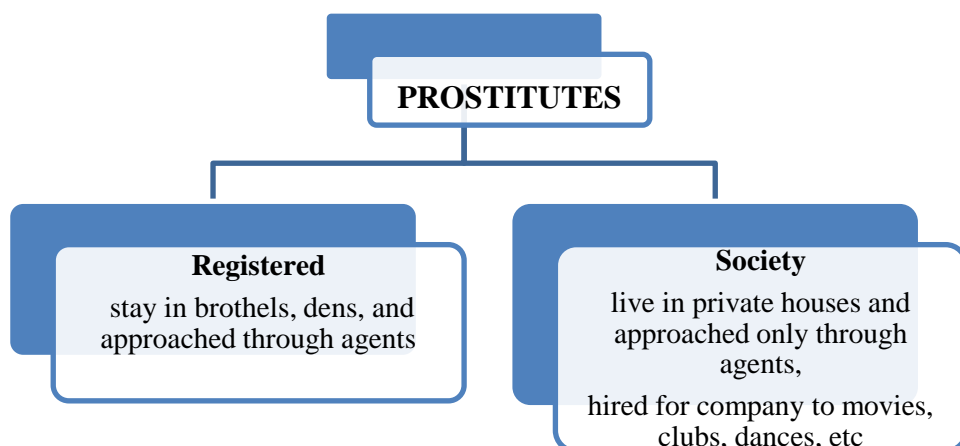 PROSTITUTES
Registered
stay in brothels, dens, and
approached through agents
Society
live in private houses and
approached only through
agents,
hired for company to movies,
clubs, dances, etc